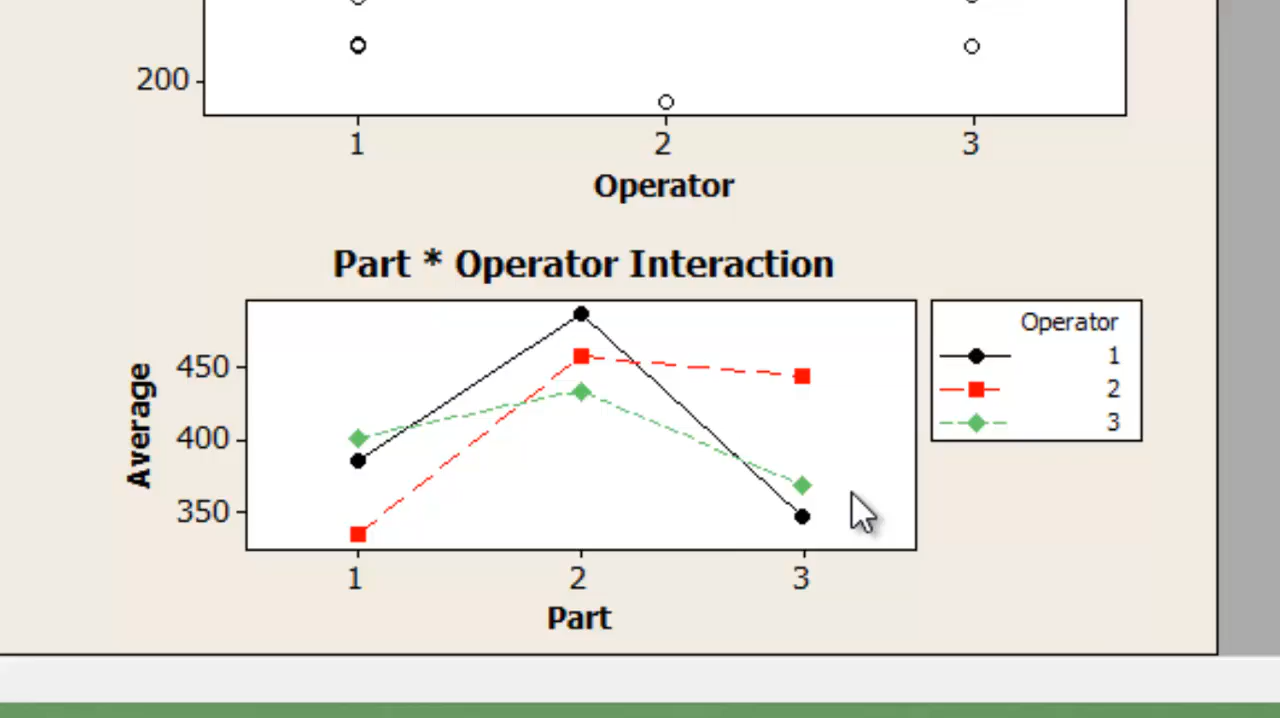 200
1 2 3
Operator
Part * Operator Interaction
Operator
1
2
3
Average
450
400
350
1 2 3
Part